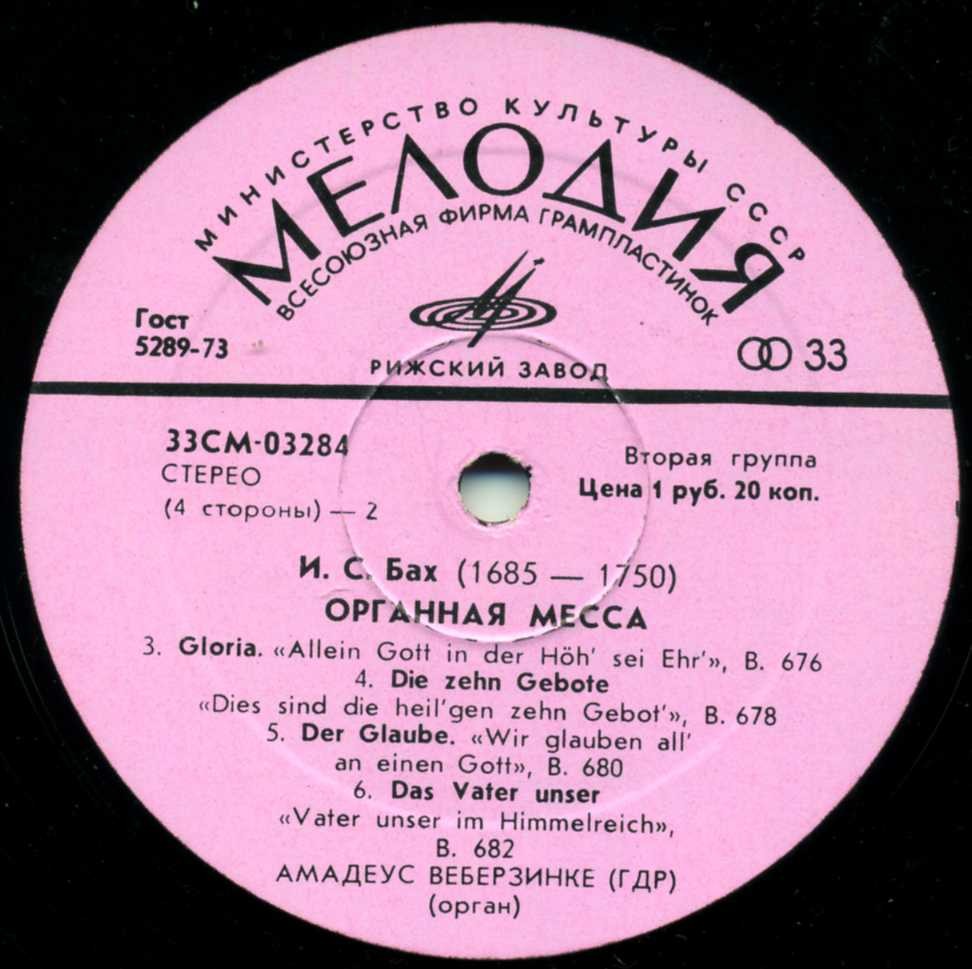 МИНИСТЕРСТВО КУЛЬТУРЫ СССР
МЕЛОДИЯ
ВСЕСОЮЗНАЯ ФИРМА ГРАМПЛАСТИНОК
Гост
5289-73
33
РИЖСКИЙ ЗАВОД
33СМ-03284
СТЕРЕО
(4 стороны) — 2
Вторая группа
Цена 1 руб. 20 коп.
И. С. Бах (1685 — 1750)
ОРГАННАЯ МЕССА
3. Gloria. «Allein Gott in der Höh' sei Ehr'», B. 676
4. Die zehn Gebote
«Dies sind die heil'gen zehn Gebot'», B. 678
5. Der Glaube. «Wir glauben all'
an einen Gott», B. 680
6. Das Vater unser
«Vater unser im Himmelreich»,
B. 682
АМАДЕУС ВЕБЕРЗИНКЕ (ГДР)
(орган)